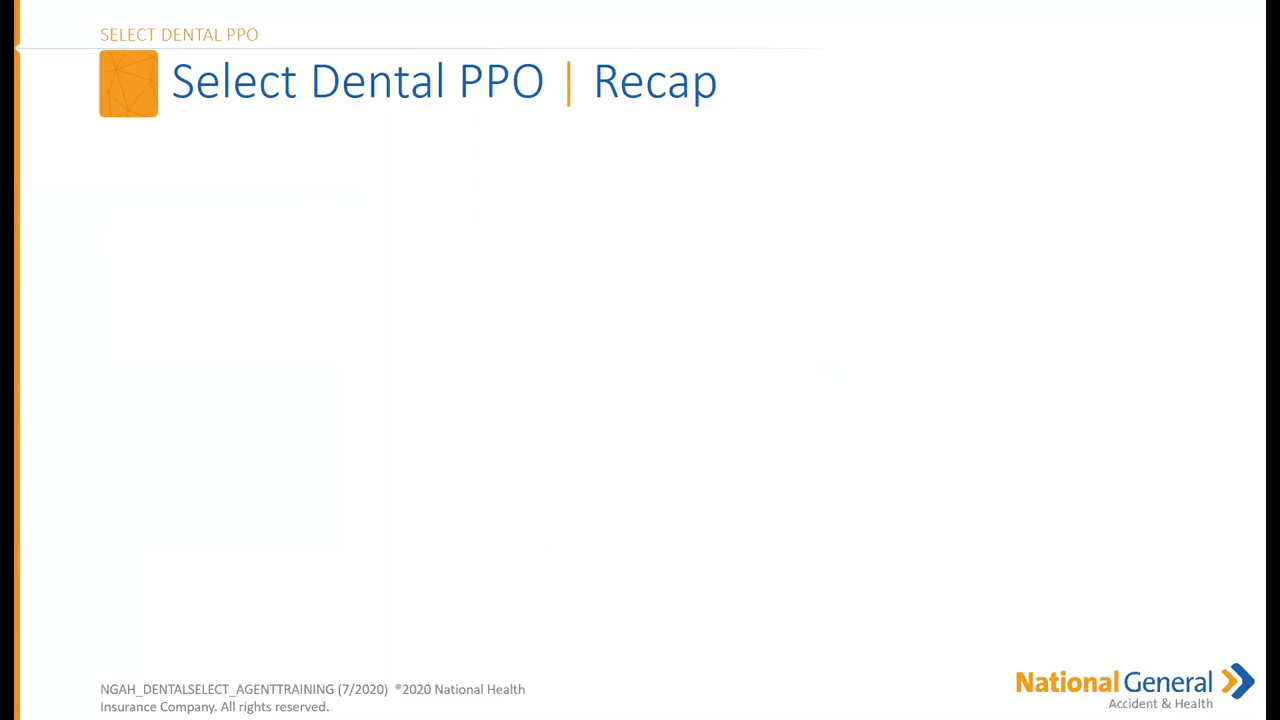 SELECT DENTAL PPO
Select Dental PPO | Recap
NGAH_DENTALSELECT_AGENTTRAINING (7/2020) ®2020 National Health
Insurance Company. All rights reserved.
National General
Accident & Health